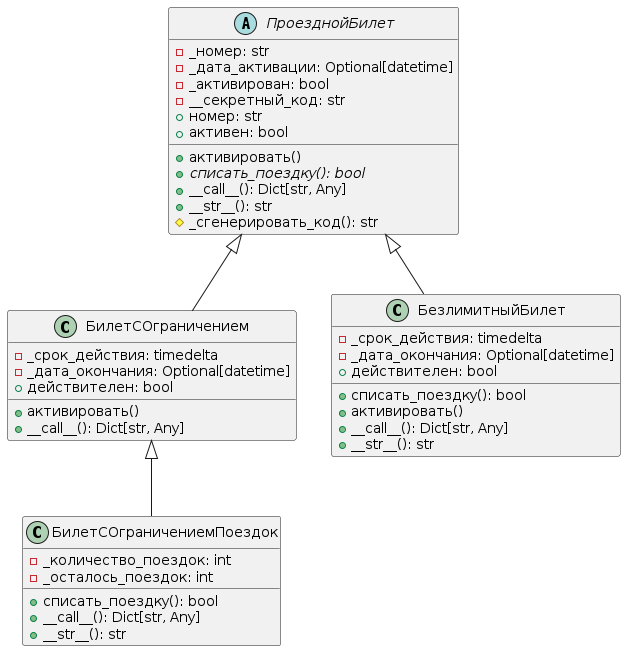 A ПроезднойБилет
_номер: str
_дата_активации: Optional[datetime]
_активирован: bool
__секретный_код: str
номер: str
активен: bool
активировать()
списать_поездку(): bool
__call__(): Dict[str, Any]
__str__(): str
_сгенерировать_код(): str
C БилетСОграничением
_срок_действия: timedelta
_дата_окончания: Optional[datetime]
действителен: bool
активировать()
__call__(): Dict[str, Any]
C БезлимитныйБилет
_срок_действия: timedelta
_дата_окончания: Optional[datetime]
действителен: bool
списать_поездку(): bool
активировать()
__call__(): Dict[str, Any]
__str__(): str
C БилетСОграничениемПоездок
_количество_поездок: int
_осталось_поездок: int
списать_поездку(): bool
__call__(): Dict[str, Any]
__str__(): str